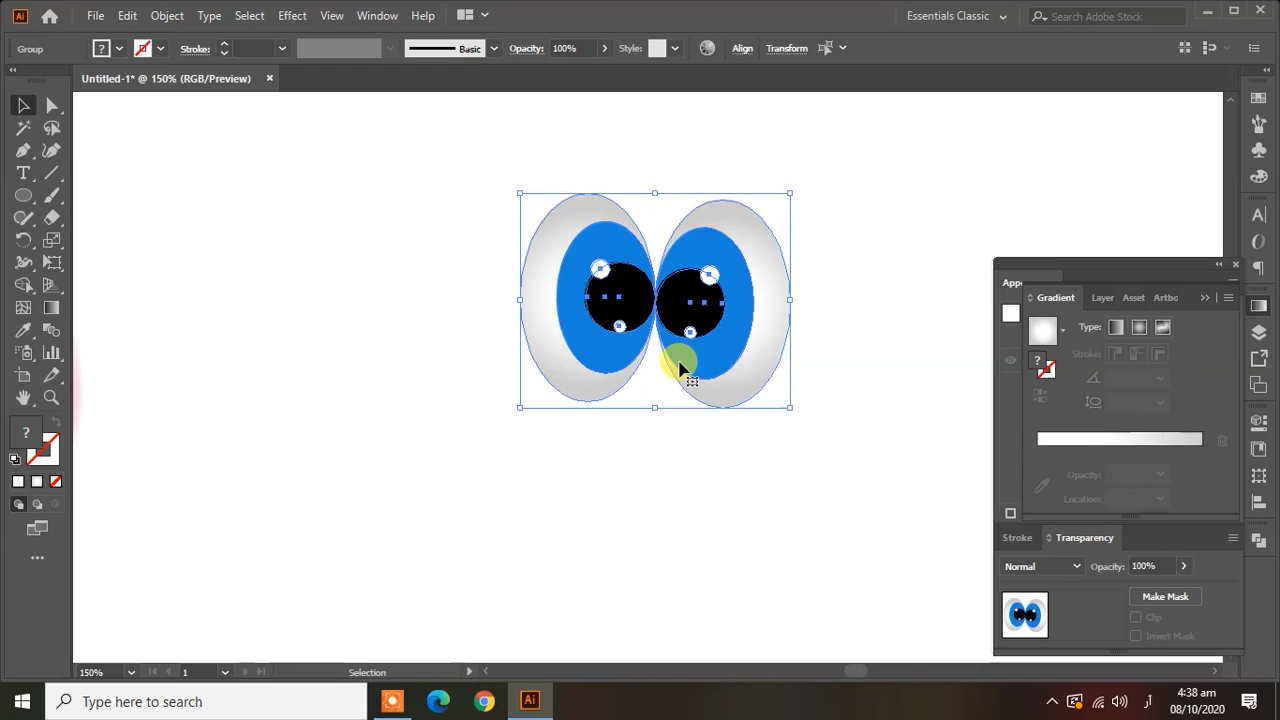 Ai File Edit Object Type Select Effect View Window Help Essentials Classic Search Adobe Stock
Group ? Stroke: Basic Opacity: 100% Style: Align Transform
Untitled-1* @ 150% (RGB/Preview) ×
T
A
Appe
Gradient Layer Asset Artbo
Type:
Stroke:
?
?
Opacity:
Location:
Stroke Transparency
Normal Opacity: 100%
Make Mask
Clip
Invert Mask
150% 1 Selection
Type here to search Ai 4:38 am
08/10/2020